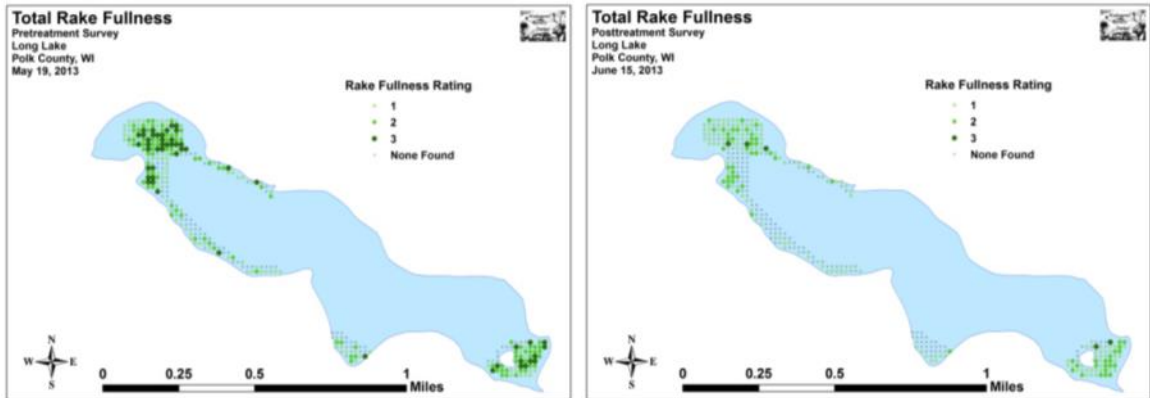 Total Rake Fullness
Pretreatment Survey
Long Lake
Polk County, WI
May 19, 2013
Rake Fullness Rating
1
2
3
None Found
N
W E
S
0 0.25 0.5 1
Miles
Total Rake Fullness
Posttreatment Survey
Long Lake
Polk County, WI
June 15, 2013
Rake Fullness Rating
1
2
3
None Found
N
W E
S
0 0.25 0.5 1
Miles